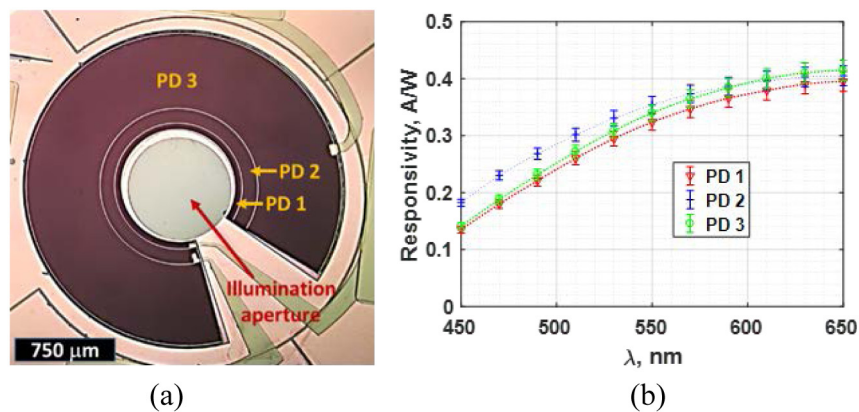 PD 3
PD 2
PD 1
Illumination
aperture
750 μm
(a)
(b)
0.5
0.4
0.3
0.2
0.1
0
Responsivity, A/W
PD 1
PD 2
PD 3
450
500
550
600
650
λ, nm
(b)